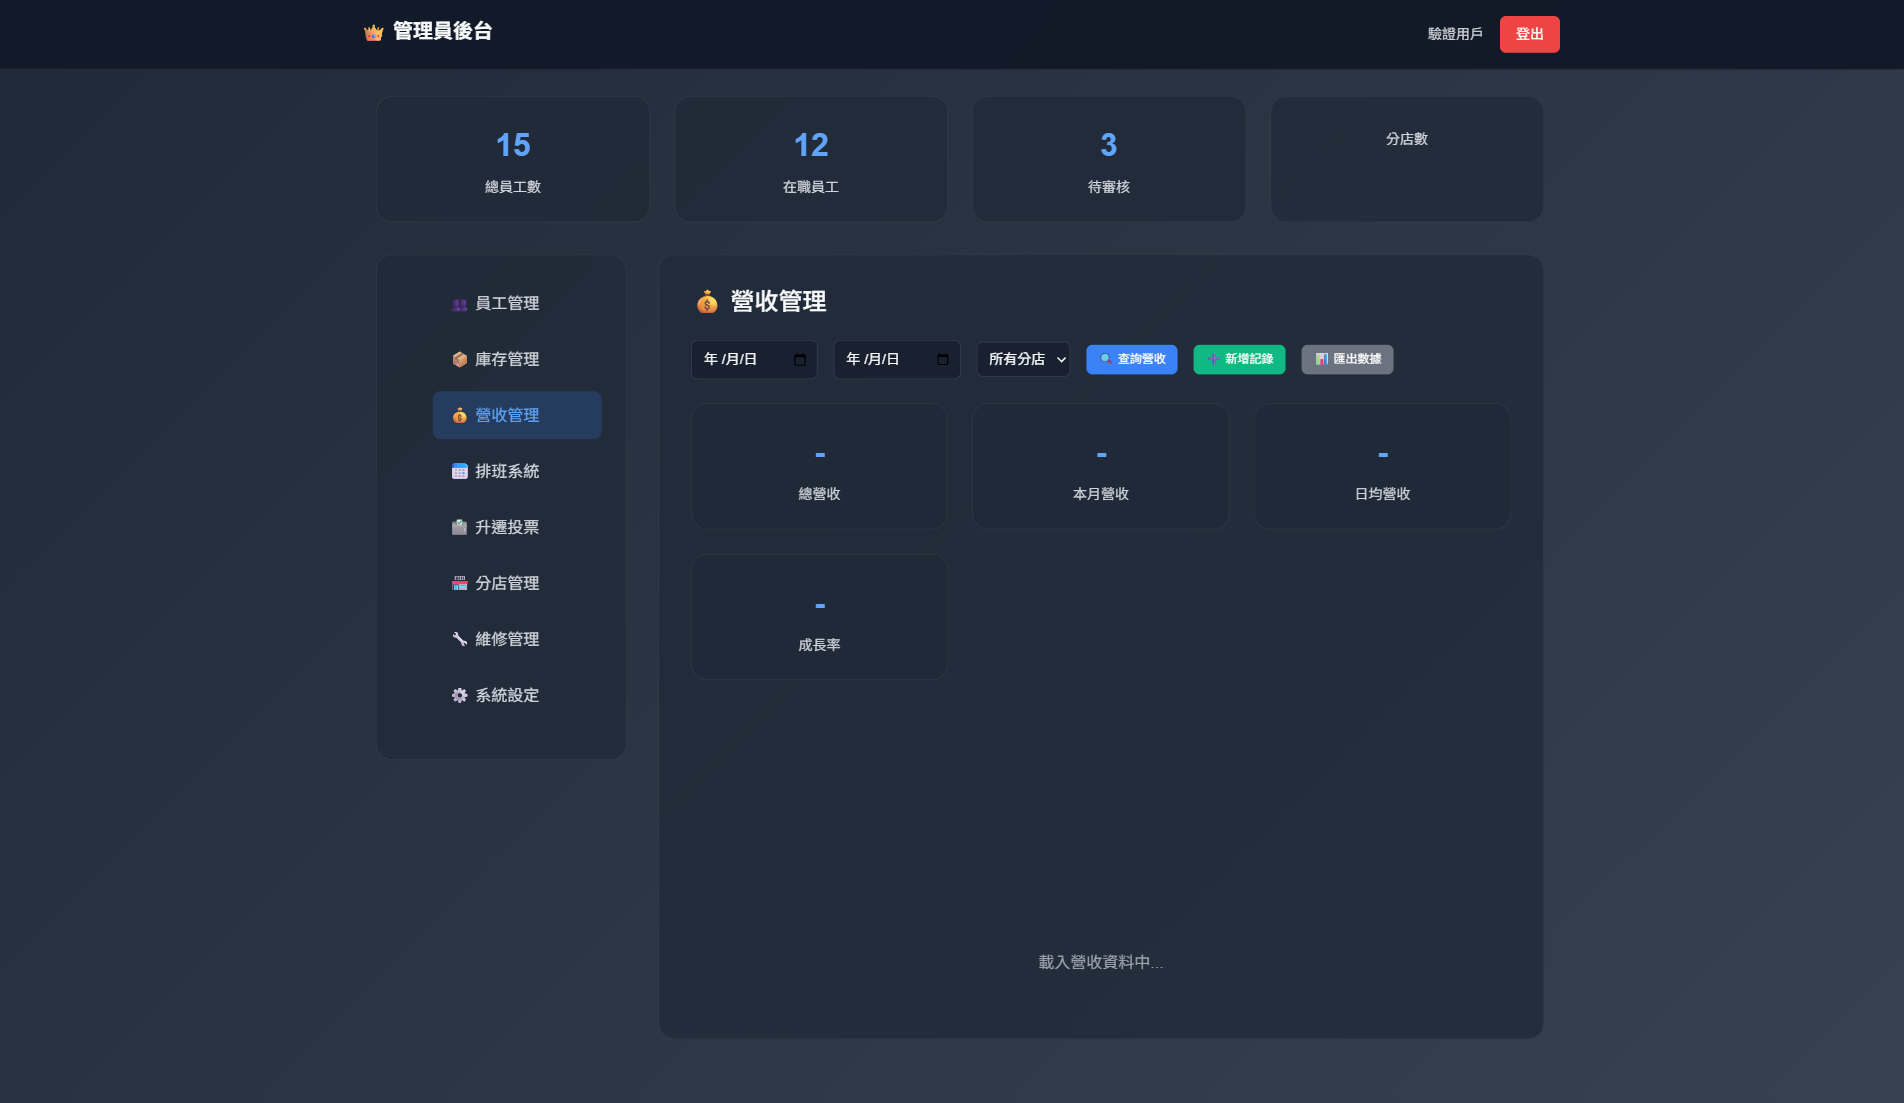 管理員後台
驗證用戶
登出
15
總員工數
12
在職員工
3
待審核
分店數
員工管理
庫存管理
營收管理
排班系統
升遷投票
分店管理
維修管理
系統設定
營收管理
年 /月/日
年 /月/日
所有分店
查詢營收
新增記錄
匯出數據
-
總營收
-
本月營收
-
日均營收
-
成長率
載入營收資料中...